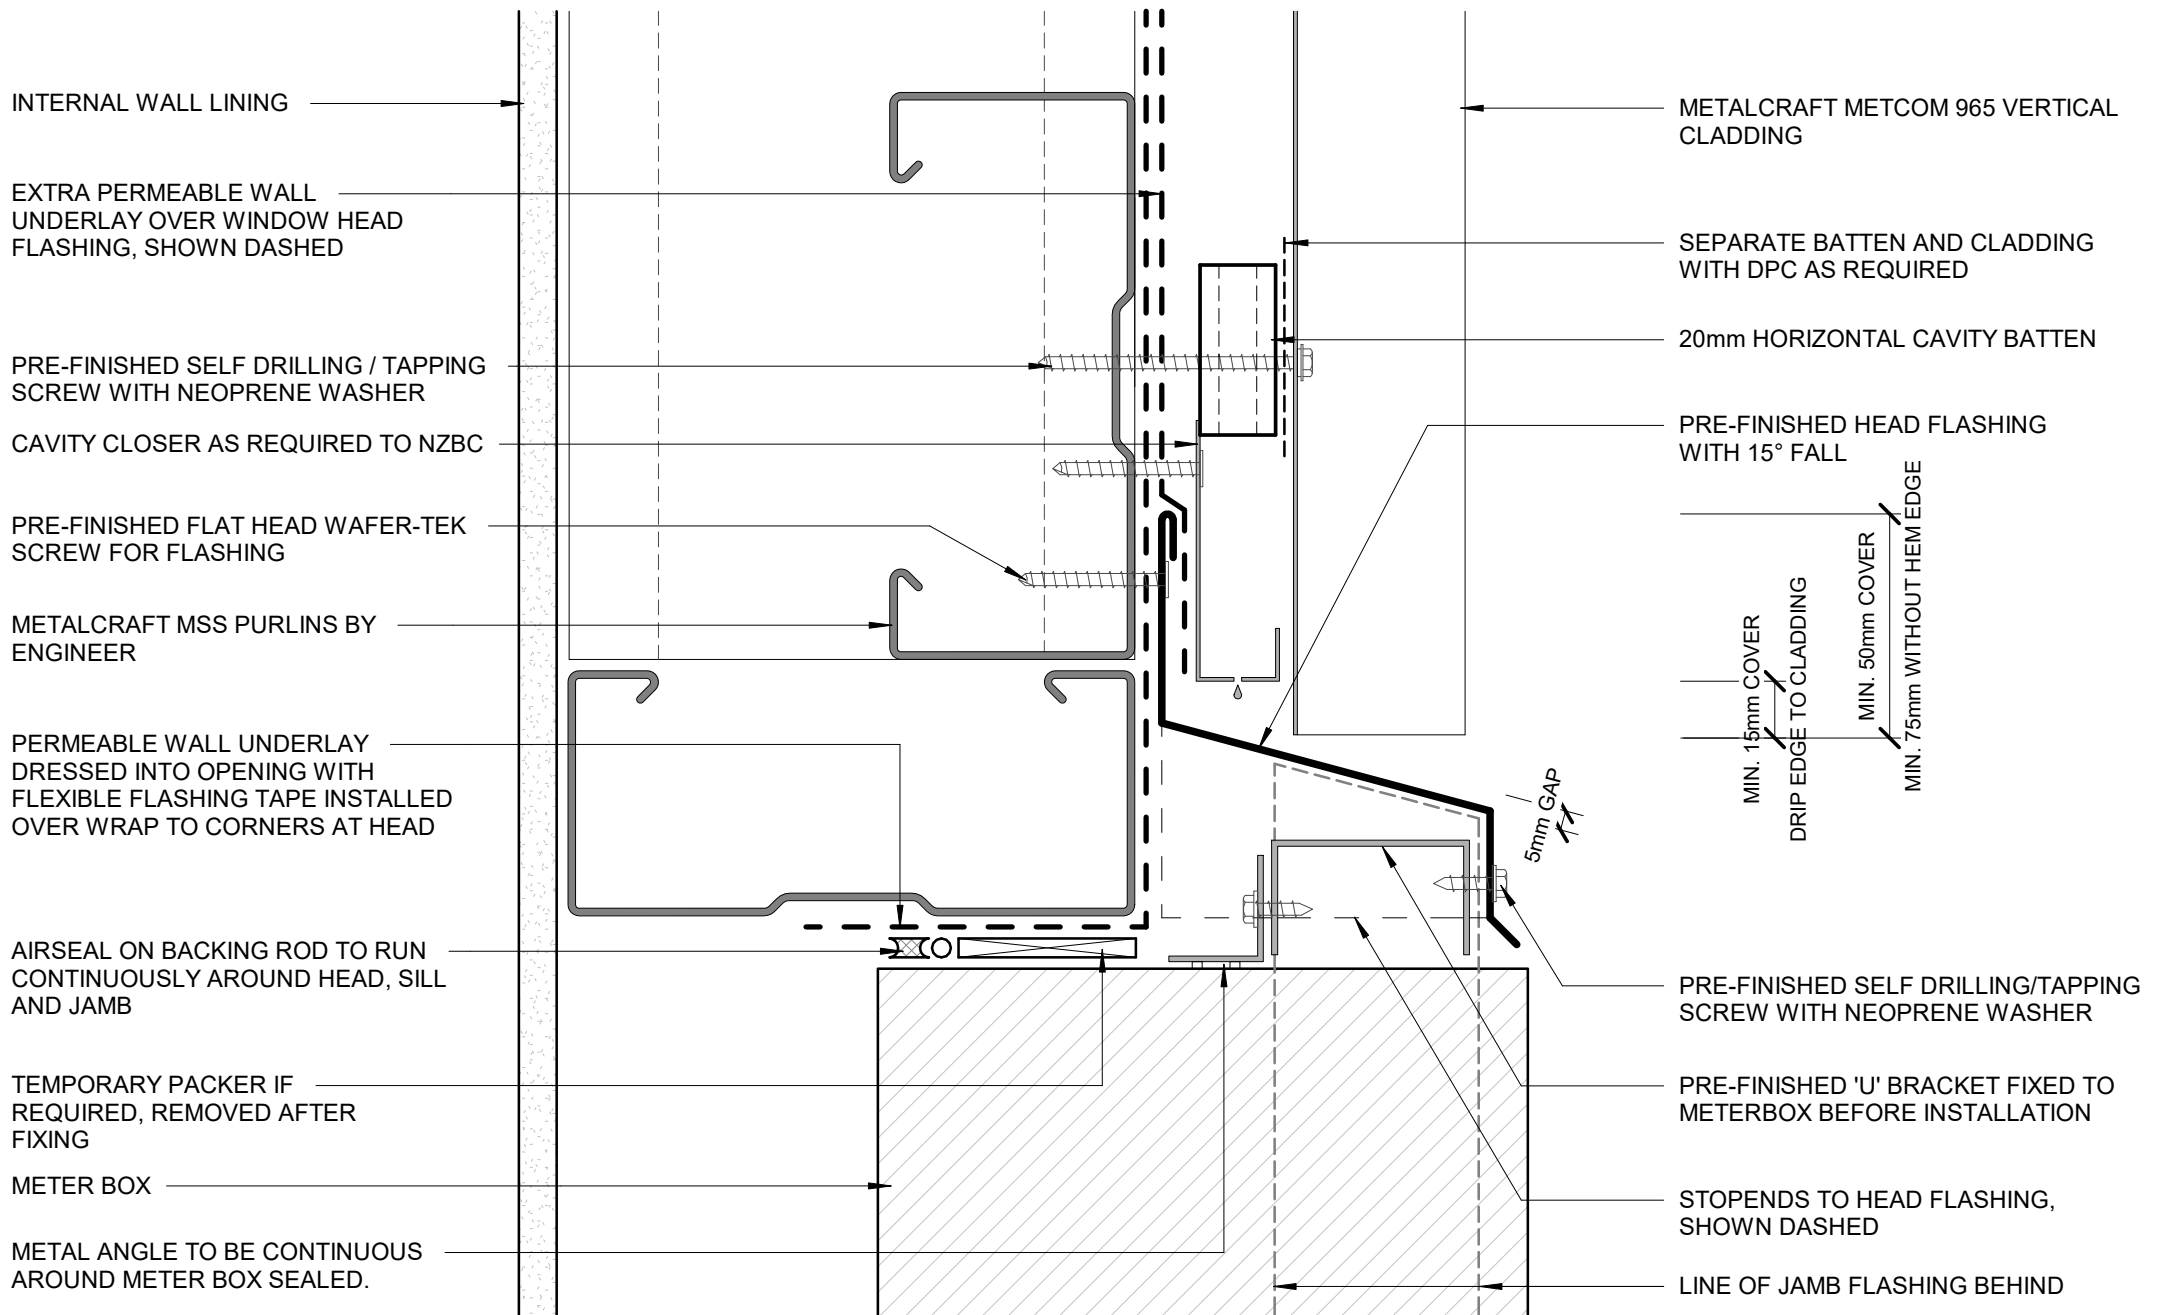 INTERNAL WALL LINING
EXTRA PERMEABLE WALL
UNDERLAY OVER WINDOW HEAD
FLASHING, SHOWN DASHED
PRE-FINISHED SELF DRILLING / TAPPING
SCREW WITH NEOPRENE WASHER
CAVITY CLOSER AS REQUIRED TO NZBC
PRE-FINISHED FLAT HEAD WAFER-TEK
SCREW FOR FLASHING
METALCRAFT MSS PURLINS BY
ENGINEER
PERMEABLE WALL UNDERLAY
DRESSED INTO OPENING WITH
FLEXIBLE FLASHING TAPE INSTALLED
OVER WRAP TO CORNERS AT HEAD
AIRSEAL ON BACKING ROD TO RUN
CONTINUOUSLY AROUND HEAD, SILL
AND JAMB
TEMPORARY PACKER IF
REQUIRED, REMOVED AFTER
FIXING
METER BOX
METAL ANGLE TO BE CONTINUOUS
AROUND METER BOX SEALED.
METALCRAFT METCOM 965 VERTICAL
CLADDING
SEPARATE BATTEN AND CLADDING
WITH DPC AS REQUIRED
20mm HORIZONTAL CAVITY BATTEN
PRE-FINISHED HEAD FLASHING
WITH 15° FALL
MIN. 15mm COVER
DRIP EDGE TO CLADDING
MIN. 50mm COVER
MIN. 75mm WITHOUT HEM EDGE
5mm GAP
PRE-FINISHED SELF DRILLING/TAPPING
SCREW WITH NEOPRENE WASHER
PRE-FINISHED 'U' BRACKET FIXED TO
METERBOX BEFORE INSTALLATION
STOPENDS TO HEAD FLASHING,
SHOWN DASHED
LINE OF JAMB FLASHING BEHIND